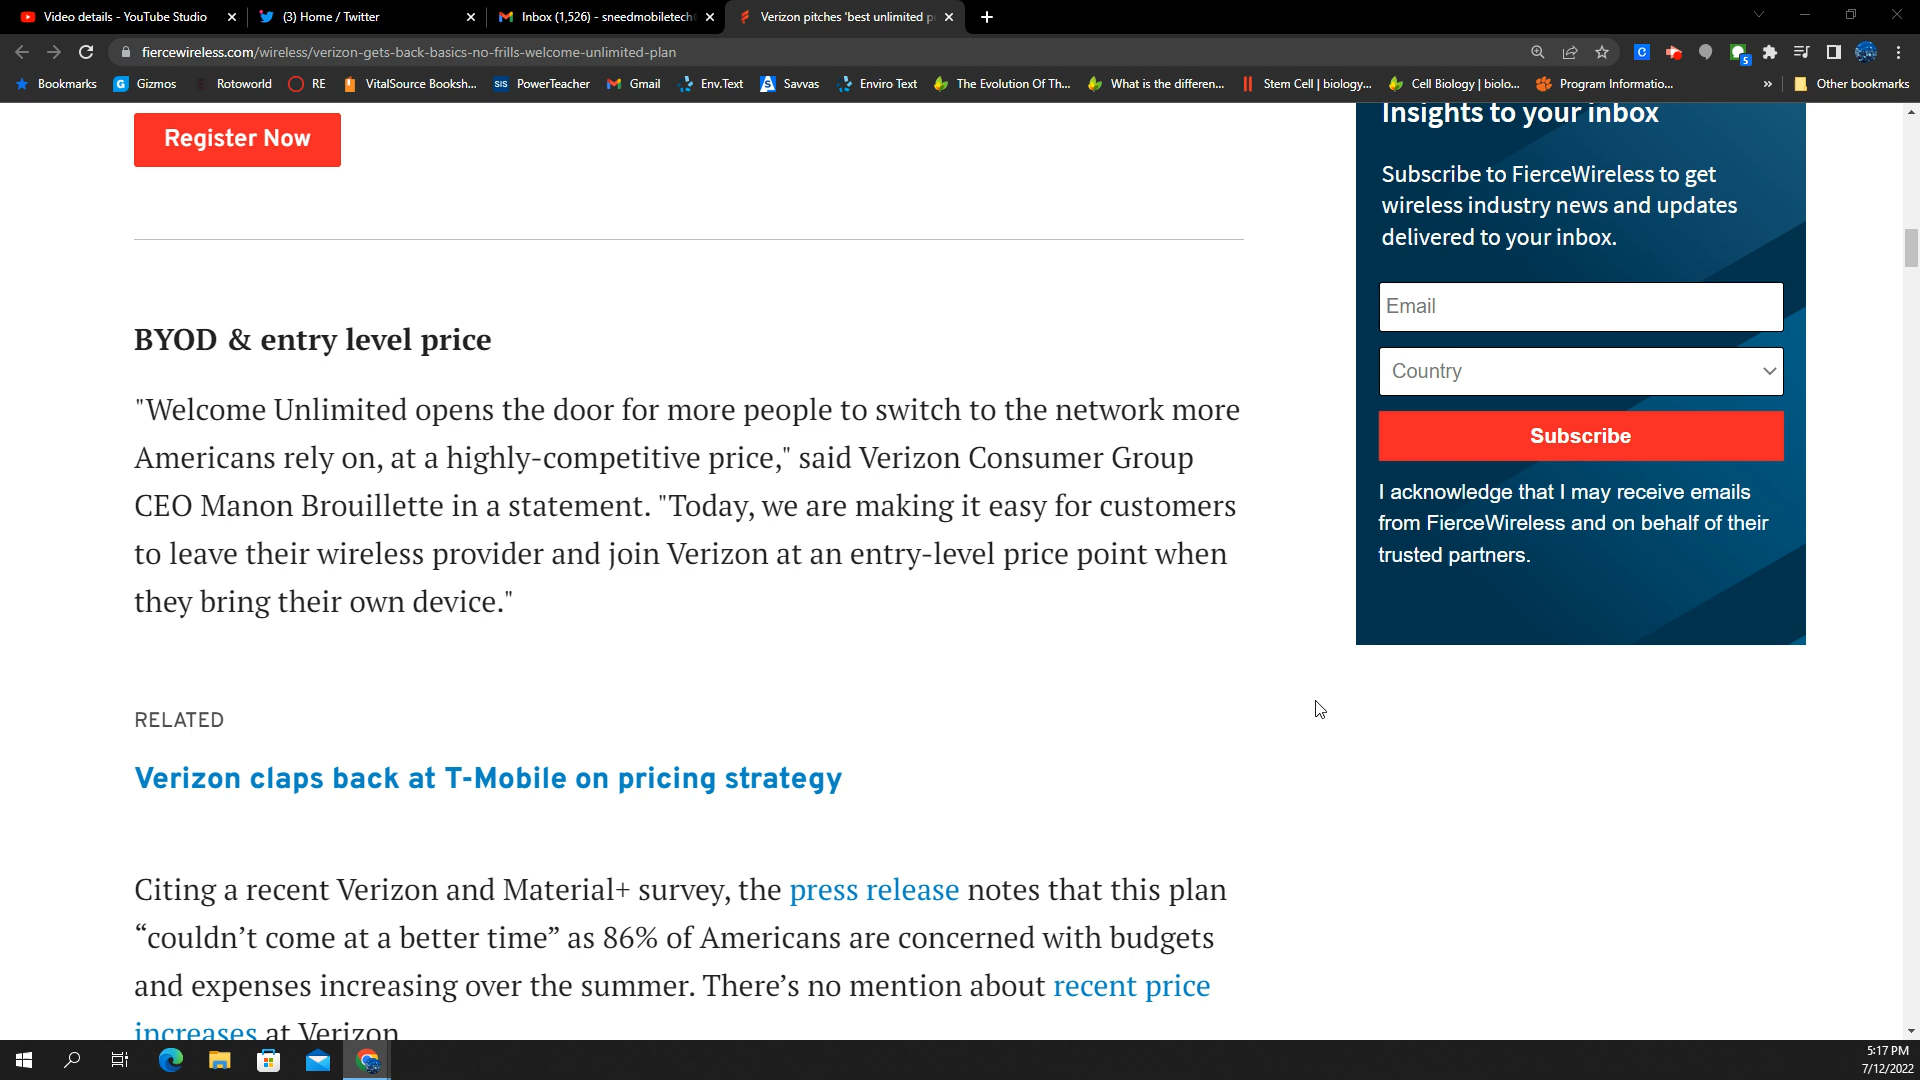 Video details - YouTube Studio
(3) Home / Twitter
Inbox (1,526) - sneedmobiletech
Verizon pitches 'best unlimited p
fiercewireless.com/wireless/verizon-gets-back-basics-no-frills-welcome-unlimited-plan
5
Bookmarks
G Gizmos
Rotoworld
RE
VitalSource Booksh...
SIS PowerTeacher
Gmail
Env.Text
Savvas
Enviro Text
The Evolution Of Th...
What is the differen...
Stem Cell | biology...
Cell Biology | biolo...
Program Informatio...
»
Other bookmarks
Register Now
BYOD & entry level price
"Welcome Unlimited opens the door for more people to switch to the network more
Americans rely on, at a highly-competitive price," said Verizon Consumer Group
CEO Manon Brouillette in a statement. "Today, we are making it easy for customers
to leave their wireless provider and join Verizon at an entry-level price point when
they bring their own device."
RELATED
Verizon claps back at T-Mobile on pricing strategy
Citing a recent Verizon and Material+ survey, the press release notes that this plan
“couldn’t come at a better time” as 86% of Americans are concerned with budgets
and expenses increasing over the summer. There’s no mention about recent price
increases at Verizon
Insights to your inbox
Subscribe to FierceWireless to get
wireless industry news and updates
delivered to your inbox.
Email
Country
Subscribe
I acknowledge that I may receive emails
from FierceWireless and on behalf of their
trusted partners.
5:17 PM
7/12/2022